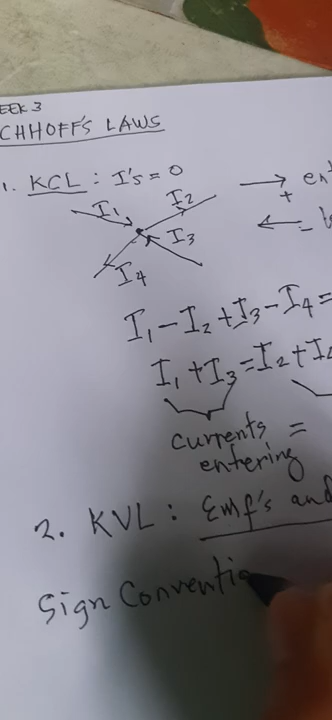 EEK 3
CHHOFF'S LAWS
1. KCL : I's = 0
I₁ I₂
+
I₃
-
I₄
I₁ - I₂ + I₃ - I₄ =
I₁ + I₃ = I₂ + I₄
currents =
entering
2. KVL : Emf's and
Sign Conventio